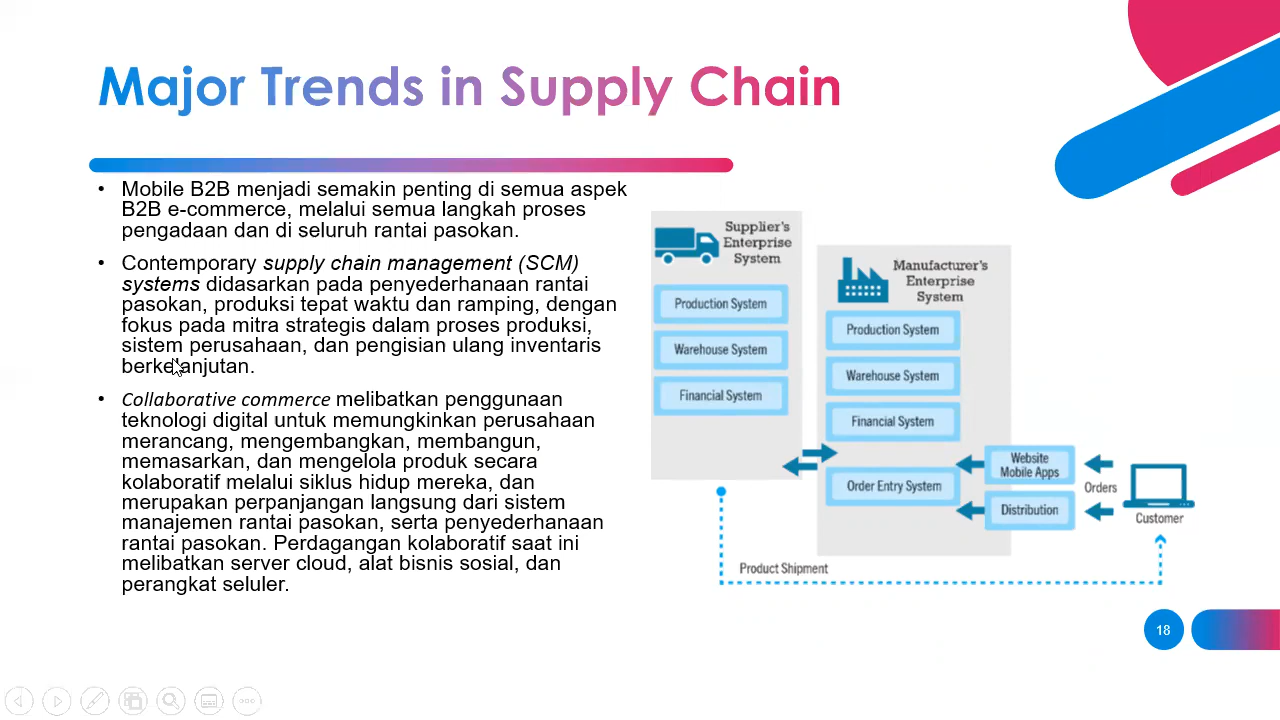 Major Trends in Supply Chain
• Mobile B2B menjadi semakin penting di semua aspek
B2B e-commerce, melalui semua langkah proses
pengadaan dan di seluruh rantai pasokan.
• Contemporary supply chain management (SCM)
systems didasarkan pada penyederhanaan rantai
pasokan, produksi tepat waktu dan ramping, dengan
fokus pada mitra strategis dalam proses produksi,
sistem perusahaan, dan pengisian ulang inventaris
berkelanjutan.
• Collaborative commerce melibatkan penggunaan
teknologi digital untuk memungkinkan perusahaan
merancang, mengembangkan, membangun,
memasarkan, dan mengelola produk secara
kolaboratif melalui siklus hidup mereka, dan
merupakan perpanjangan langsung dari sistem
manajemen rantai pasokan, serta penyederhanaan
rantai pasokan. Perdagangan kolaboratif saat ini
melibatkan server cloud, alat bisnis sosial, dan
perangkat seluler.
Supplier's
Enterprise
System
Production System
Warehouse System
Financial System
Manufacturer's
Enterprise
System
Production System
Warehouse System
Financial System
Order Entry System
Website
Mobile Apps
Distribution
Orders
Customer
Product Shipment
18